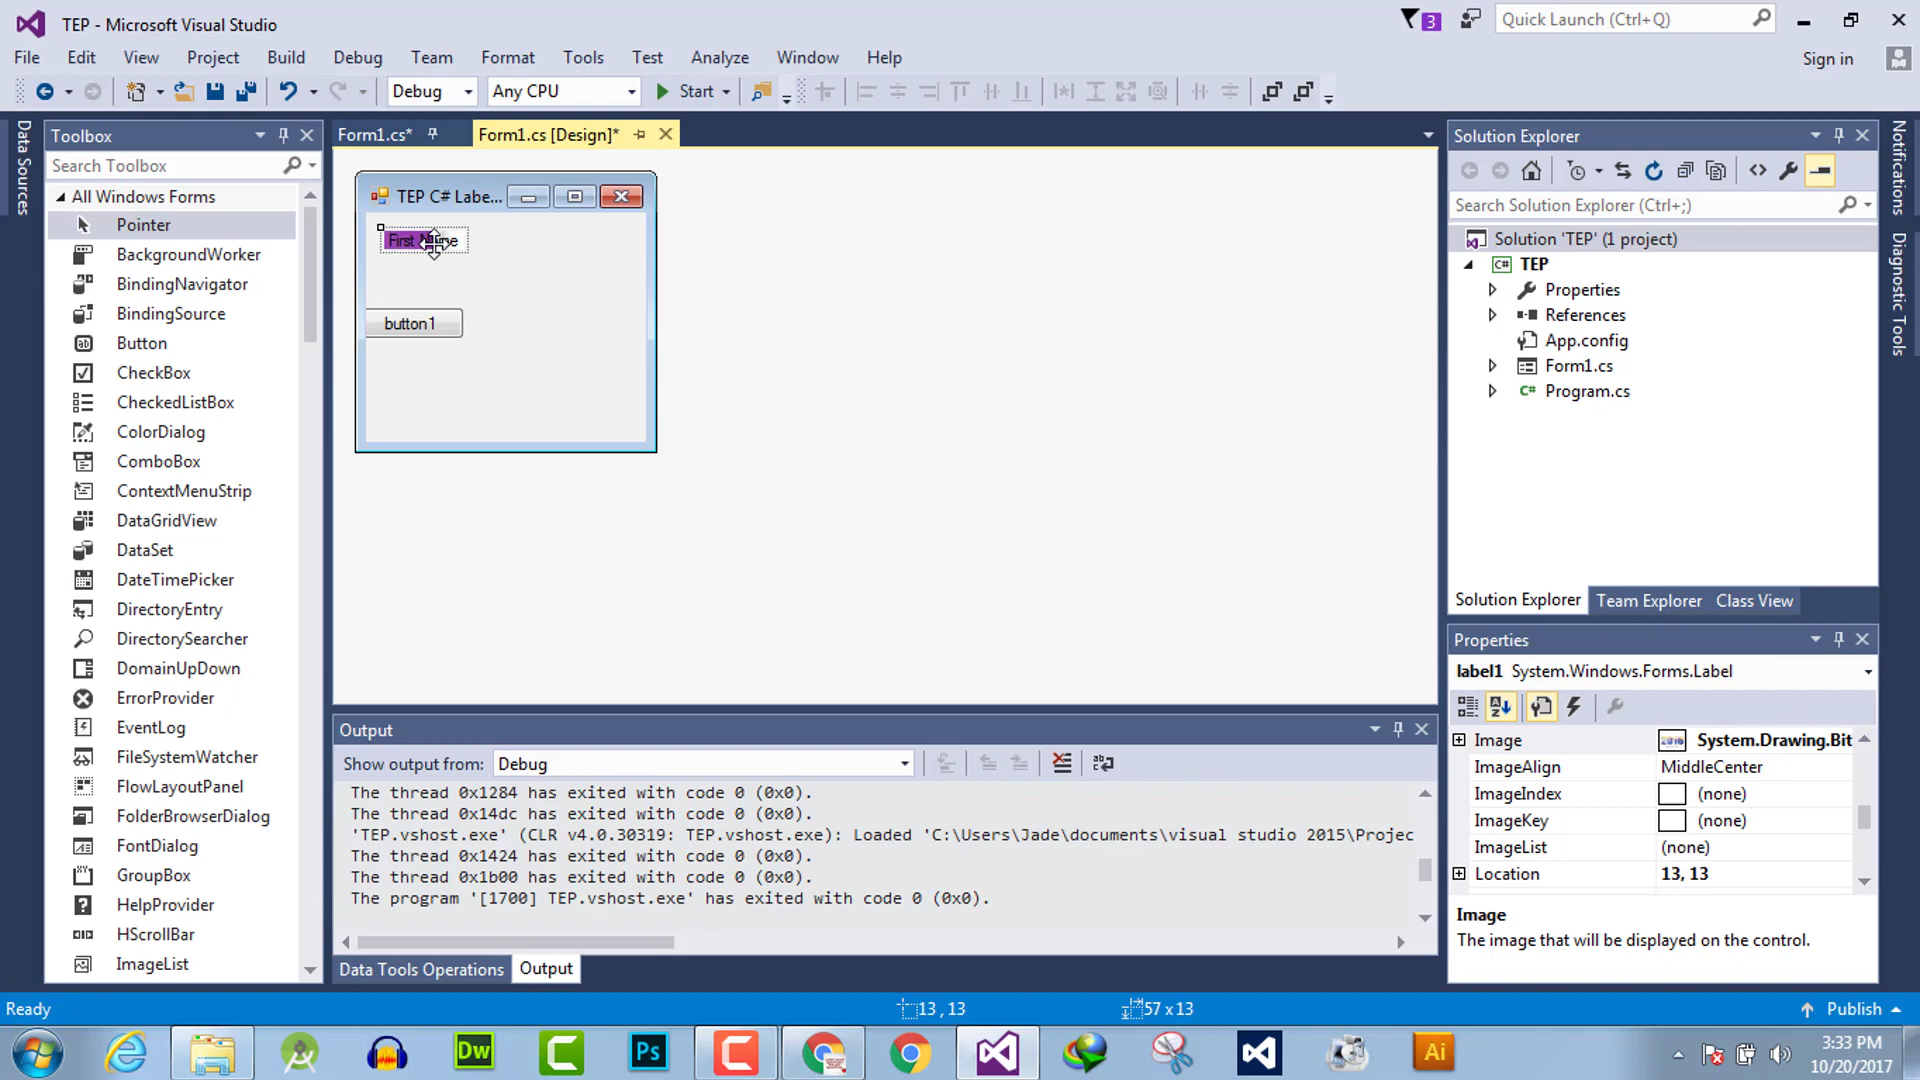 TEP - Microsoft Visual Studio
3
Quick Launch (Ctrl+Q)
File Edit View Project Build Debug Team Format Tools Test Analyze Window Help
Sign in
Debug Any CPU Start
Data Sources
Toolbox
Search Toolbox
All Windows Forms
Pointer
BackgroundWorker
BindingNavigator
BindingSource
Button
CheckBox
CheckedListBox
ColorDialog
ComboBox
ContextMenuStrip
DataGridView
DataSet
DateTimePicker
DirectoryEntry
DirectorySearcher
DomainUpDown
ErrorProvider
EventLog
FileSystemWatcher
FlowLayoutPanel
FolderBrowserDialog
FontDialog
GroupBox
HelpProvider
HScrollBar
ImageList
Form1.cs* Form1.cs [Design]*
TEP C# Labe...
First Name
button1
Output
Show output from: Debug
The thread 0x1284 has exited with code 0 (0x0).
The thread 0x14dc has exited with code 0 (0x0).
'TEP.vshost.exe' (CLR v4.0.30319: TEP.vshost.exe): Loaded 'C:\Users\Jade\documents\visual studio 2015\Projec
The thread 0x1424 has exited with code 0 (0x0).
The thread 0x1b00 has exited with code 0 (0x0).
The program '[1700] TEP.vshost.exe' has exited with code 0 (0x0).
Data Tools Operations Output
Solution Explorer
Search Solution Explorer (Ctrl+;)
Solution 'TEP' (1 project)
C# TEP
Properties
References
App.config
Form1.cs
C# Program.cs
Solution Explorer Team Explorer Class View
Properties
label1 System.Windows.Forms.Label
Image System.Drawing.Bit
ImageAlign MiddleCenter
ImageIndex (none)
ImageKey (none)
ImageList (none)
Location 13, 13
Image
The image that will be displayed on the control.
Notifications
Diagnostic Tools
Ready 13 , 13 57 x 13 Publish
Dw Ps Ai
3:33 PM
10/20/2017